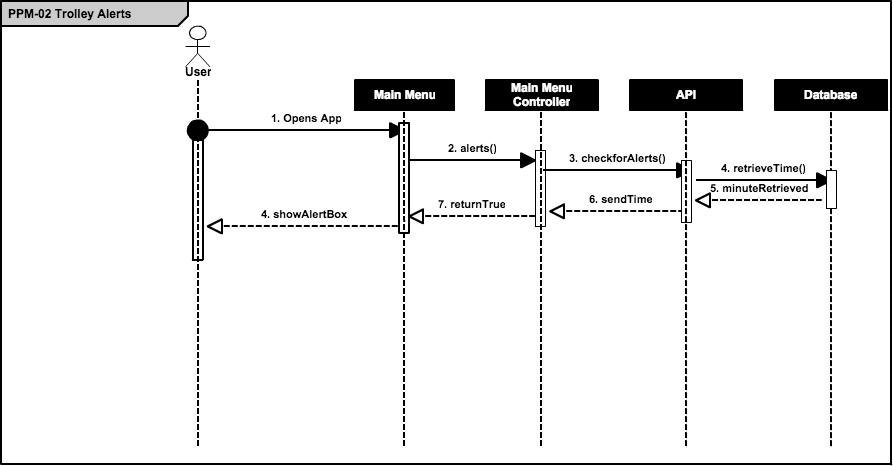 PPM-02 Trolley Alerts
User
Main Menu
Main Menu
Controller
API
Database
1. Opens App
2. alerts()
3. checkforAlerts()
4. retrieveTime()
5. minuteRetrieved
6. sendTime
7. returnTrue
4. showAlertBox